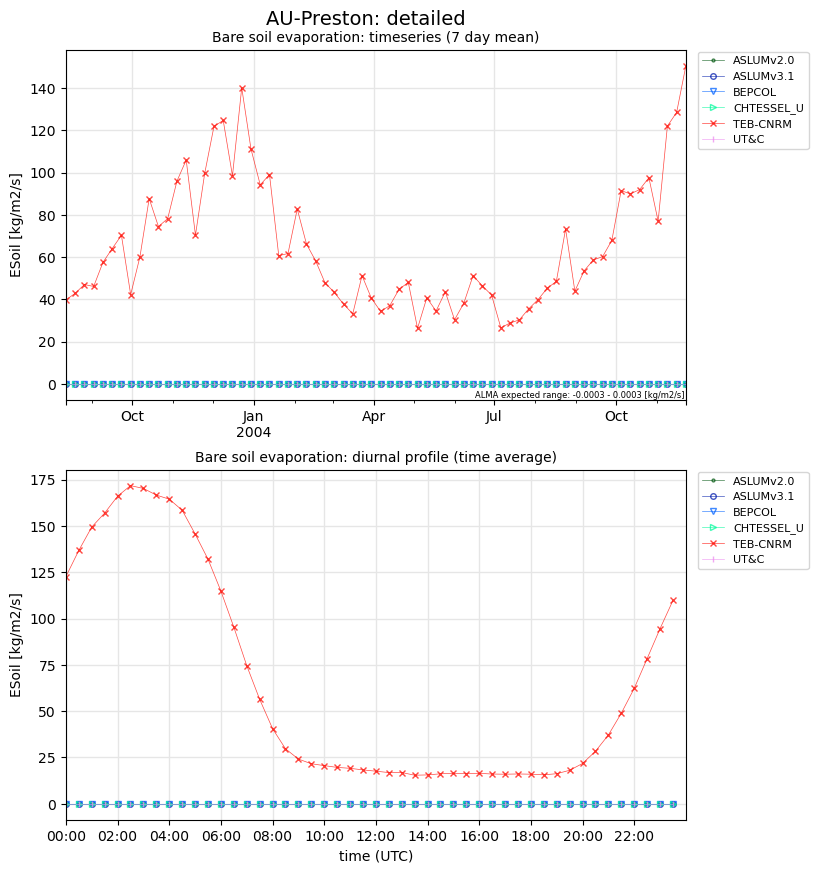 AU-Preston: detailed
Bare soil evaporation: timeseries (7 day mean)
ESoil [kg/m2/s]
140
120
100
80
60
40
20
0
Oct
Jan
2004
Apr
Jul
Oct
ALMA expected range: -0.0003 - 0.0003 [kg/m2/s]
ASLUMv2.0
ASLUMv3.1
BEPCOL
CHTESSEL_U
TEB-CNRM
UT&C
Bare soil evaporation: diurnal profile (time average)
ESoil [kg/m2/s]
175
150
125
100
75
50
25
0
00:00
02:00
04:00
06:00
08:00
10:00
12:00
14:00
16:00
18:00
20:00
22:00
time (UTC)
ASLUMv2.0
ASLUMv3.1
BEPCOL
CHTESSEL_U
TEB-CNRM
UT&C